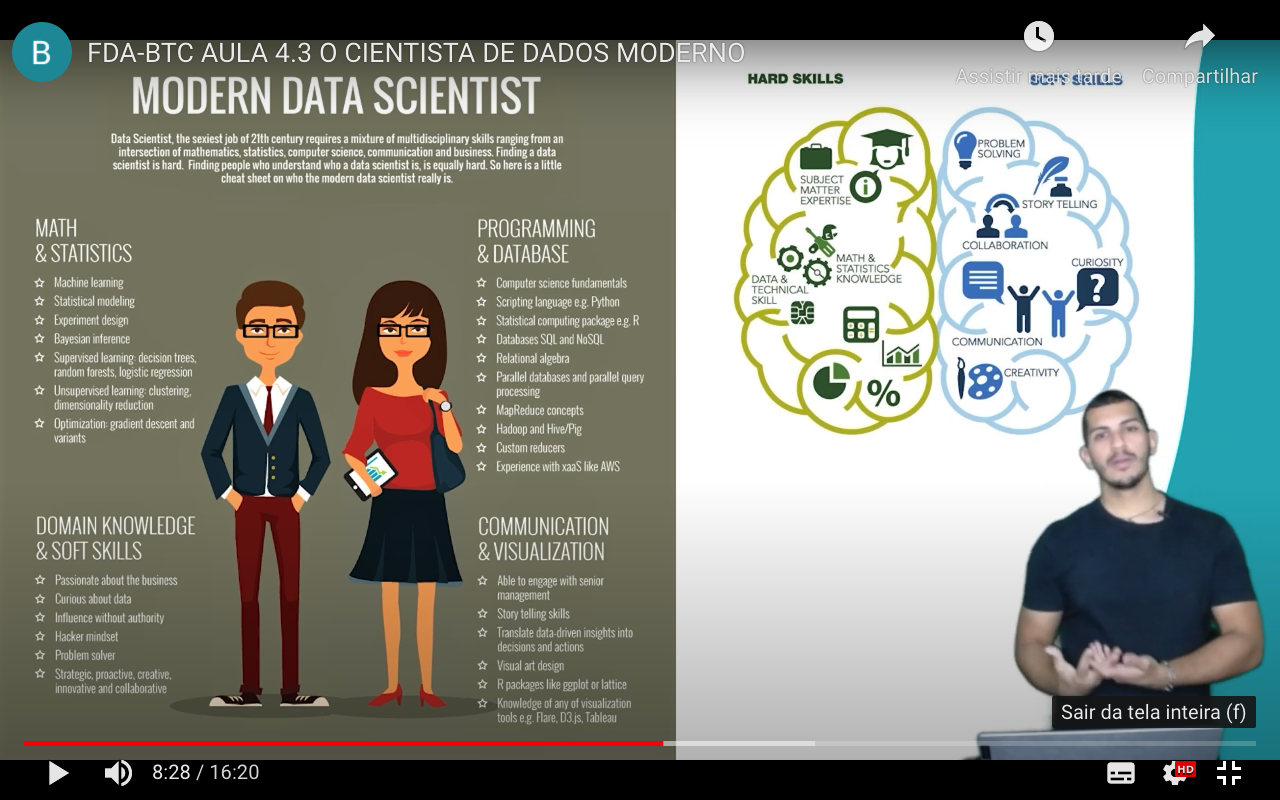 B
FDA-BTC AULA 4.3 O CIENTISTA DE DADOS MODERNO
Assistir mais tarde
Compartilhar
MODERN DATA SCIENTIST
Data Scientist, the sexiest job of 21th century requires a mixture of multidisciplinary skills ranging from an
intersection of mathematics, statistics, computer science, communication and business. Finding a data
scientist is hard. Finding people who understand who a data scientist is, is equally hard. So here is a little
cheat sheet on who the modern data scientist really is.
MATH
& STATISTICS
Machine learning
Statistical modeling
Experiment design
Bayesian inference
Supervised learning: decision trees,
random forests, logistic regression
Unsupervised learning: clustering,
dimensionality reduction
Optimization: gradient descent and
variants
PROGRAMMING
& DATABASE
Computer science fundamentals
Scripting language e.g. Python
Statistical computing package e.g. R
Databases SQL and NoSQL
Relational algebra
Parallel databases and parallel query
processing
MapReduce concepts
Hadoop and Hive/Pig
Custom reducers
Experience with xaaS like AWS
DOMAIN KNOWLEDGE
& SOFT SKILLS
Passionate about the business
Curious about data
Influence without authority
Hacker mindset
Problem solver
Strategic, proactive, creative,
innovative and collaborative
COMMUNICATION
& VISUALIZATION
Able to engage with senior
management
Story telling skills
Translate data-driven insights into
decisions and actions
Visual art design
R packages like ggplot or lattice
Knowledge of any of visualization
tools e.g. Flare, D3.js, Tableau
HARD SKILLS
SOFT SKILLS
SUBJECT
MATTER
EXPERTISE
MATH &
STATISTICS
KNOWLEDGE
DATA &
TECHNICAL
SKILL
%
PROBLEM
SOLVING
STORY TELLING
COLLABORATION
CURIOSITY
?
COMMUNICATION
CREATIVITY
Sair da tela inteira (f)
8:28 / 16:20
HD